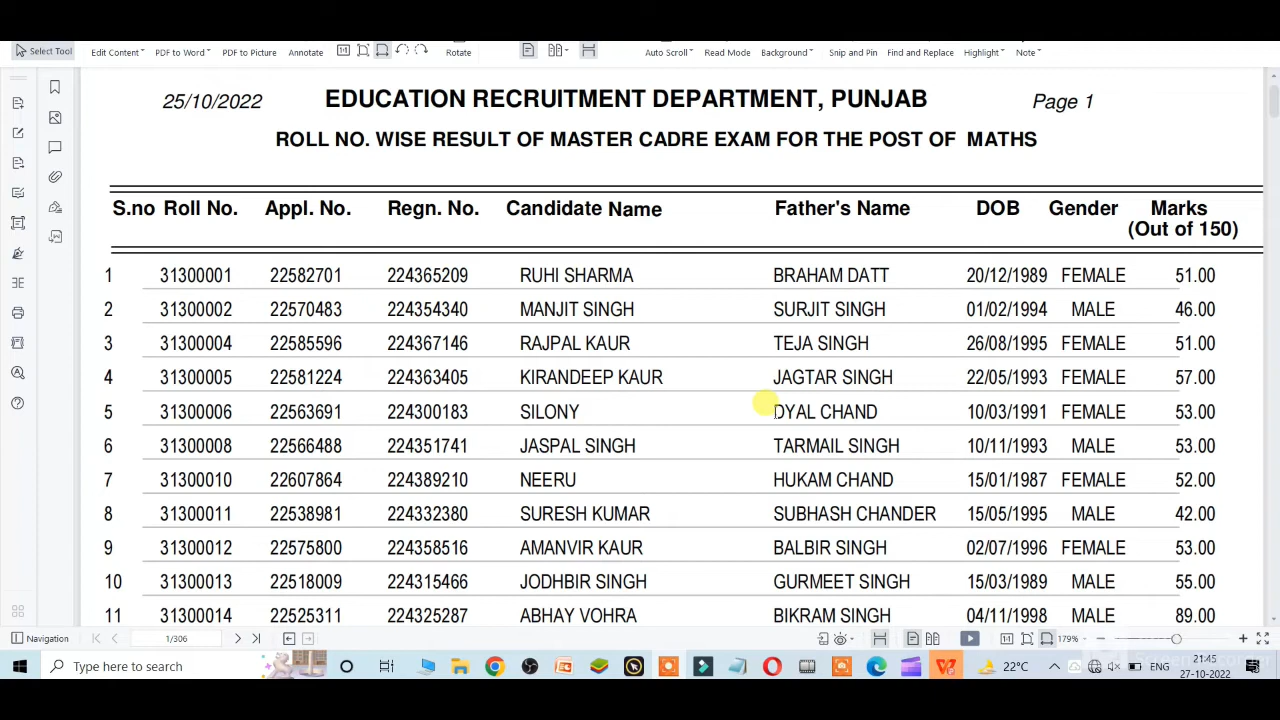 Select Tool Edit Content PDF to Word PDF to Picture Annotate Rotate Auto Scroll Read Mode Background Snip and Pin Find and Replace Highlight Note
25/10/2022 EDUCATION RECRUITMENT DEPARTMENT, PUNJAB Page 1
ROLL NO. WISE RESULT OF MASTER CADRE EXAM FOR THE POST OF MATHS
S.no Roll No. Appl. No. Regn. No. Candidate Name Father's Name DOB Gender Marks
(Out of 150)
1 31300001 22582701 224365209 RUHI SHARMA BRAHAM DATT 20/12/1989 FEMALE 51.00
2 31300002 22570483 224354340 MANJIT SINGH SURJIT SINGH 01/02/1994 MALE 46.00
3 31300004 22585596 224367146 RAJPAL KAUR TEJA SINGH 26/08/1995 FEMALE 51.00
4 31300005 22581224 224363405 KIRANDEEP KAUR JAGTAR SINGH 22/05/1993 FEMALE 57.00
5 31300006 22563691 224300183 SILONY DYAL CHAND 10/03/1991 FEMALE 53.00
6 31300008 22566488 224351741 JASPAL SINGH TARMAIL SINGH 10/11/1993 MALE 53.00
7 31300010 22607864 224389210 NEERU HUKAM CHAND 15/01/1987 FEMALE 52.00
8 31300011 22538981 224332380 SURESH KUMAR SUBHASH CHANDER 15/05/1995 MALE 42.00
9 31300012 22575800 224358516 AMANVIR KAUR BALBIR SINGH 02/07/1996 FEMALE 53.00
10 31300013 22518009 224315466 JODHBIR SINGH GURMEET SINGH 15/03/1989 MALE 55.00
11 31300014 22525311 224325287 ABHAY VOHRA BIKRAM SINGH 04/11/1998 MALE 89.00
Navigation 1/306 179%
Type here to search 22°C ENG 21:45
27-10-2022